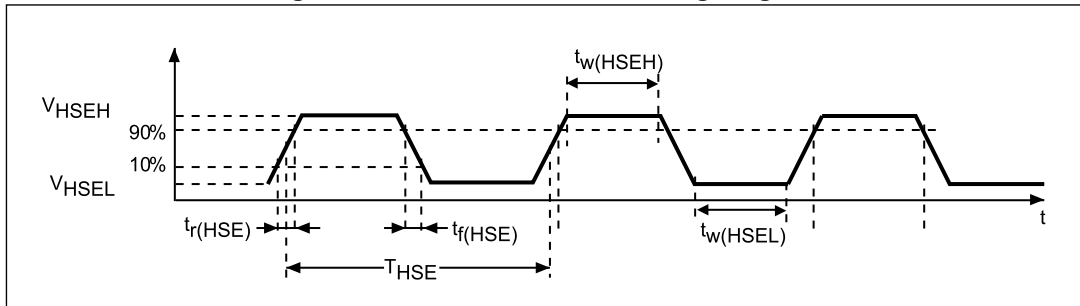 tw(HSEH)
VHSEH
90%
10%
VHSEL
tr(HSE)
tf(HSE)
tw(HSEL)
t
THSE